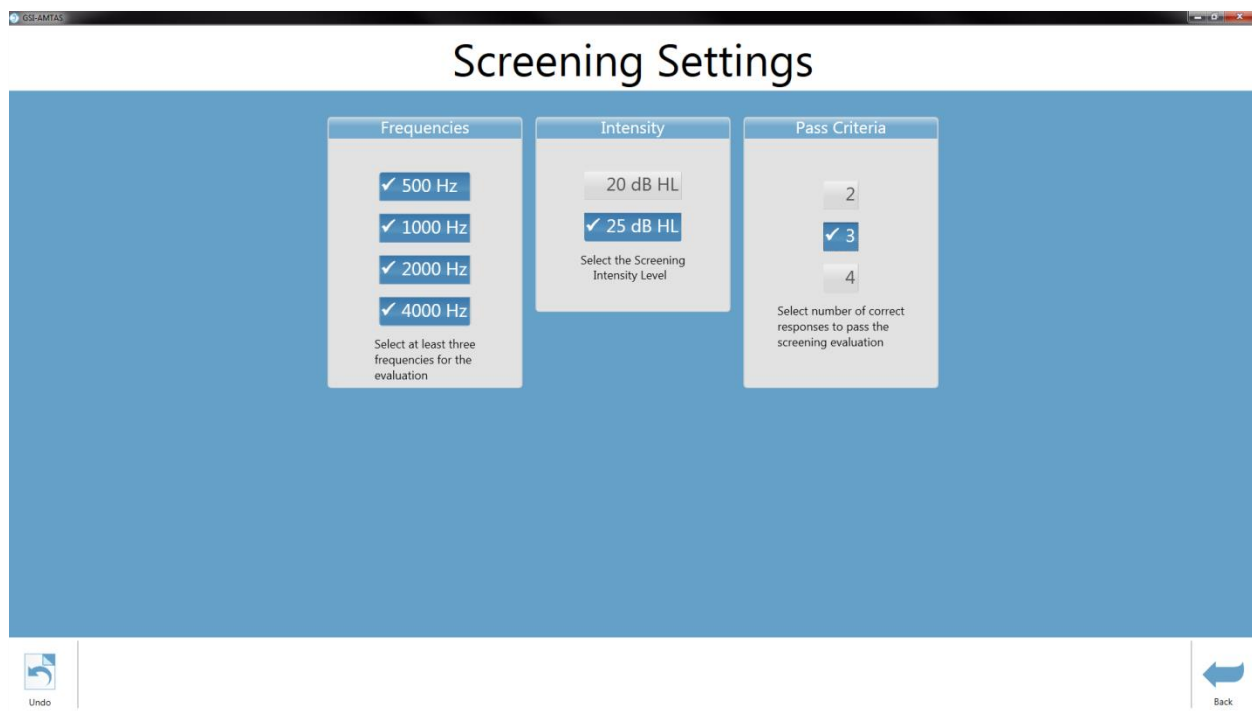 GSI-AMTAS
Screening Settings
Frequencies
500 Hz
1000 Hz
2000 Hz
4000 Hz
Select at least three
frequencies for the
evaluation
Intensity
20 dB HL
25 dB HL
Select the Screening
Intensity Level
Pass Criteria
2
3
4
Select number of correct
responses to pass the
screening evaluation
Undo
Back